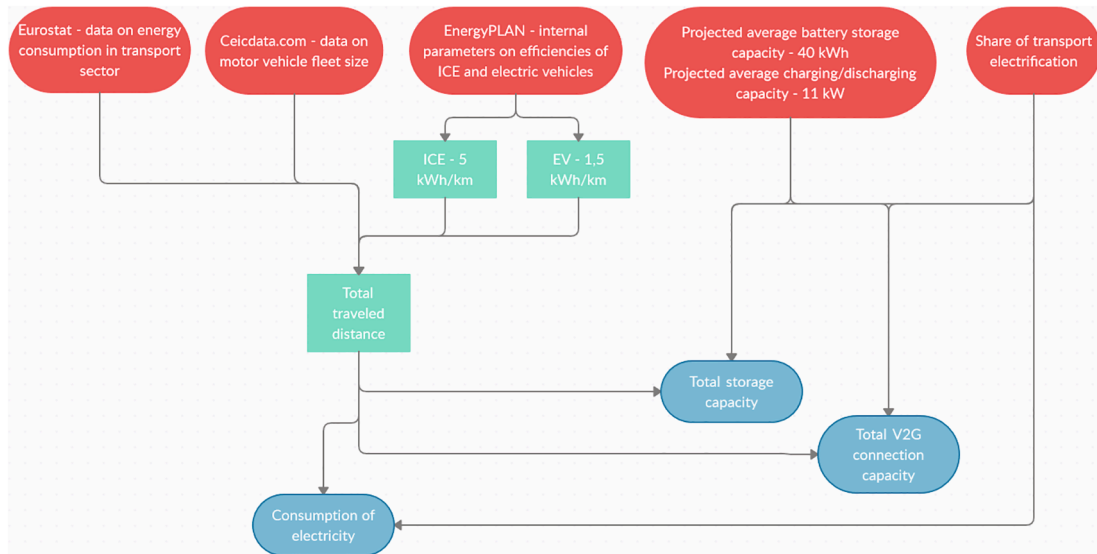 Eurostat - data on energy
consumption in transport
sector
Ceicdata.com - data on
motor vehicle fleet size
EnergyPLAN - internal
parameters on efficiencies of
ICE and electric vehicles
Projected average battery storage
capacity - 40 kWh
Projected average charging/discharging
capacity - 11 kW
Share of transport
electrification
ICE - 5
kWh/km
EV - 1,5
kWh/km
Total
traveled
distance
Total storage
capacity
Total V2G
connection
capacity
Consumption of
electricity